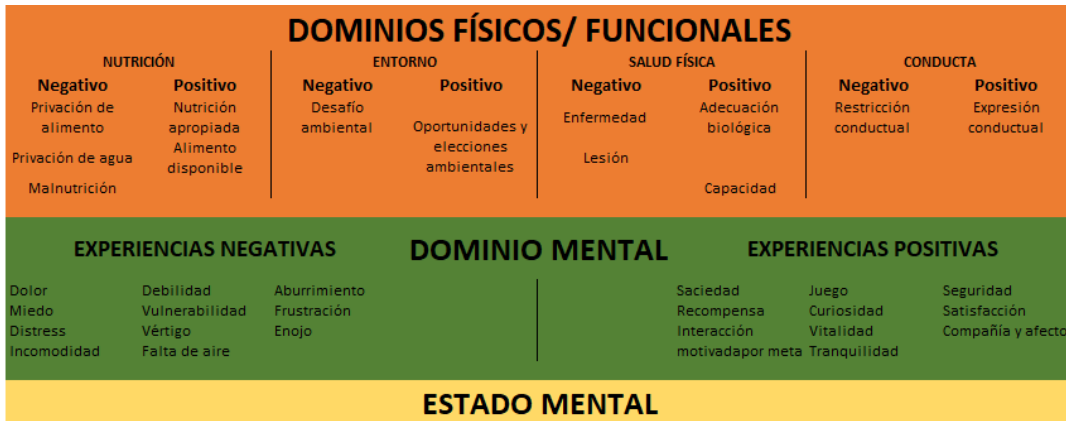 DOMINIOS FÍSICOS/ FUNCIONALES
NUTRICIÓN
Negativo
Privación de
alimento
Privación de agua
Malnutrición
Positivo
Nutrición
apropiada
Alimento
disponible
ENTORNO
Negativo
Desafío
ambiental
Positivo
Oportunidades y
elecciones
ambientales
SALUD FÍSICA
Negativo
Enfermedad
Lesión
Positivo
Adecuación
biológica
Capacidad
CONDUCTA
Negativo
Restricción
conductual
Positivo
Expresión
conductual
DOMINIO MENTAL
EXPERIENCIAS NEGATIVAS
Dolor
Miedo
Distress
Incomodidad
Debilidad
Vulnerabilidad
Vértigo
Falta de aire
Aburrimiento
Frustración
Enojo
EXPERIENCIAS POSITIVAS
Saciedad
Recompensa
Interacción
motivadapor meta
Juego
Curiosidad
Vitalidad
Tranquilidad
Seguridad
Satisfacción
Compañía y afecto
ESTADO MENTAL